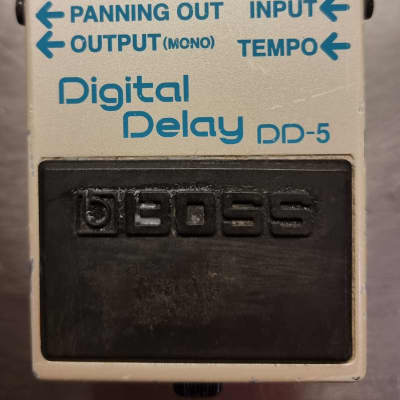 PANNING OUT INPUT
OUTPUT (MONO) TEMPO
Digital
Delay DD-5
BOSS